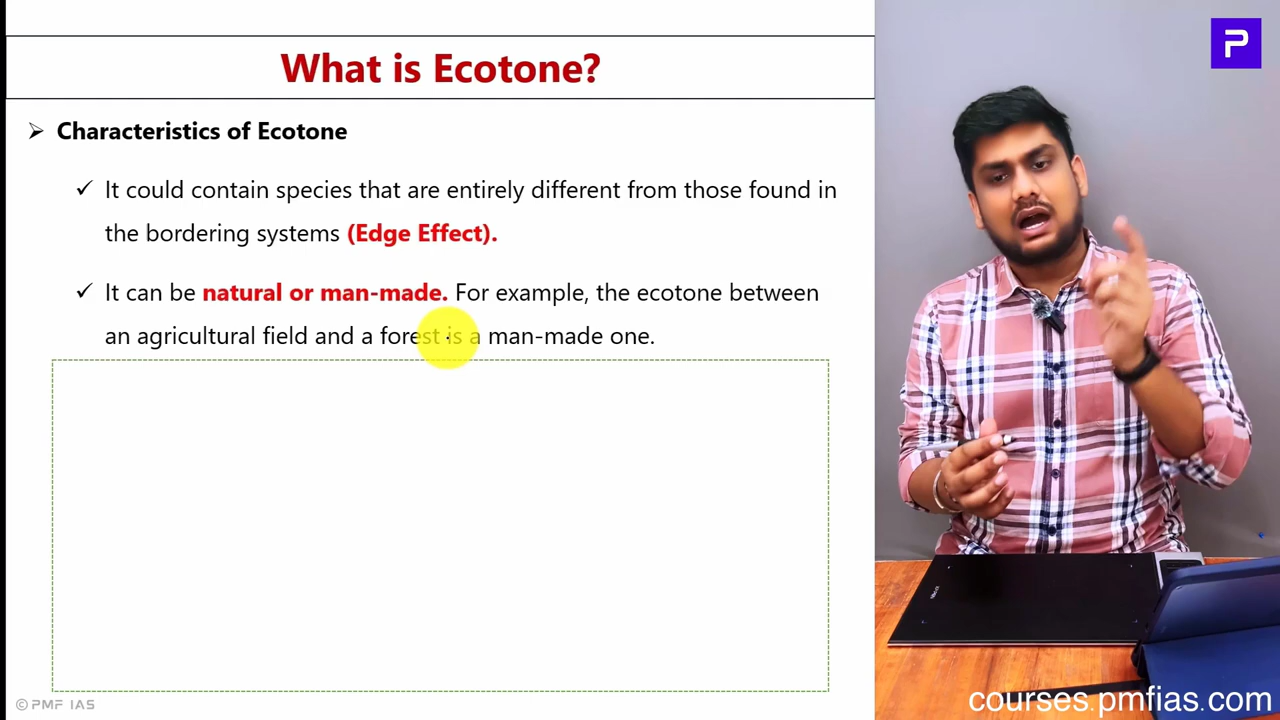 What is Ecotone?
➢ Characteristics of Ecotone
✓ It could contain species that are entirely different from those found in
the bordering systems (Edge Effect).
✓ It can be natural or man-made. For example, the ecotone between
an agricultural field and a forest is a man-made one.
© PMF IAS
P
courses.pmfias.com